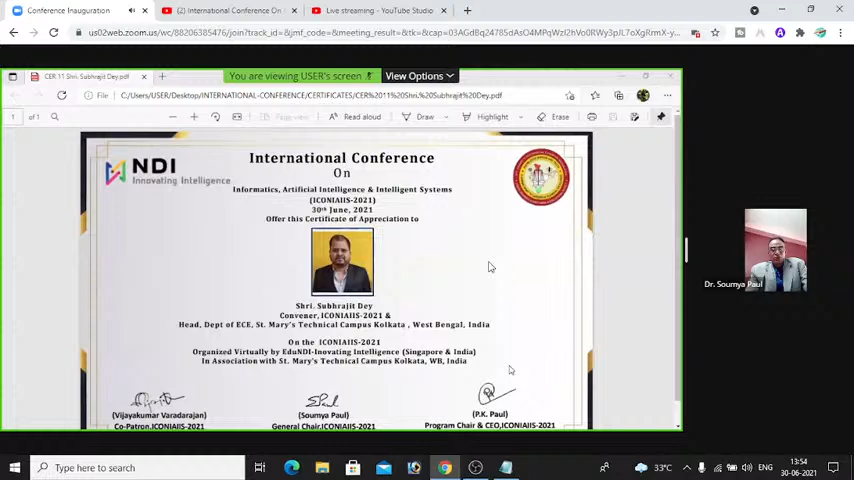 Conference Inauguration
(2) International Conference On
Live streaming - YouTube Studio
You are viewing USER's screen
View Options
CER 11 Shri. Subhrajit Dey.pdf
File
C:/Users/USER/Desktop/INTERNATIONAL-CONFERENCE/CERTIFICATES/CER%2011%20Shri.%20Subhrajit%20Dey.pdf
1 of 1
Page view
Read aloud
Draw
Highlight
Erase
NDI
Innovating Intelligence
International Conference
On
Informatics, Artificial Intelligence & Intelligent Systems
(ICONIAIIS-2021)
30th June, 2021
Offer this Certificate of Appreciation to
Shri. Subhrajit Dey
Convener, ICONIAIIS-2021 &
Head, Dept of ECE, St. Mary's Technical Campus Kolkata , West Bengal, India
On the ICONIAIIS-2021
Organized Virtually by EduNDI-Inovating Intelligence (Singapore & India)
In Association with St. Mary's Technical Campus Kolkata, WB, India
(Vijayakumar Varadarajan)
Co-Patron,ICONIAIIS-2021
S.Paul
(Soumya Paul)
General Chair,ICONIAIIS-2021
(P.K. Paul)
Program Chair & CEO,ICONIAIIS-2021
Dr. Soumya Paul
Type here to search
33°C
ENG
13:54
30-06-2021